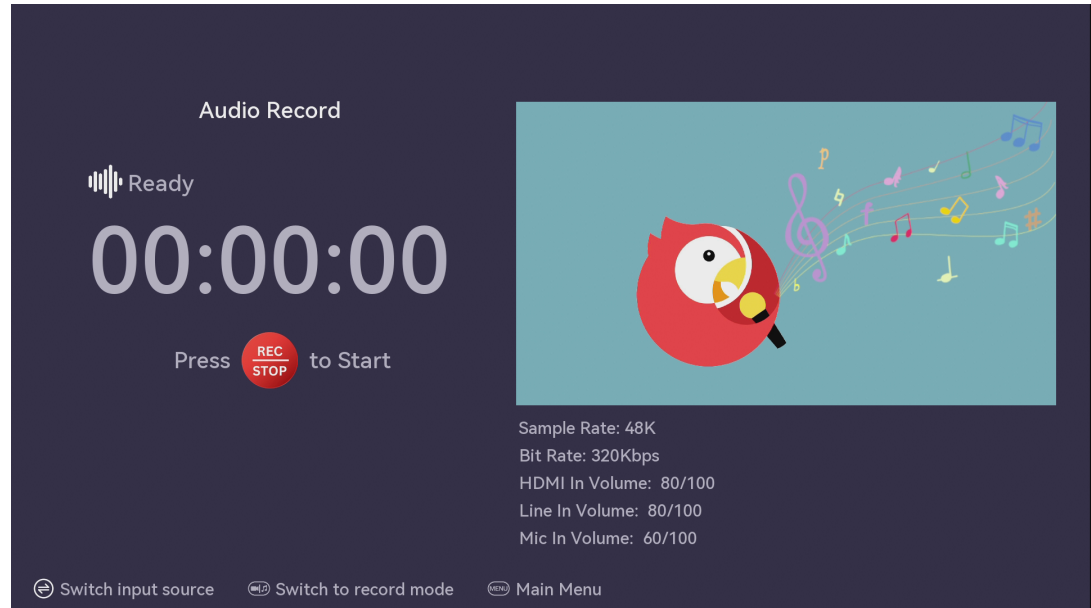 Audio Record
Ready
00:00:00
Press REC STOP to Start
Sample Rate: 48K
Bit Rate: 320Kbps
HDMI In Volume: 80/100
Line In Volume: 80/100
Mic In Volume: 60/100
Switch input source Switch to record mode MENU Main Menu